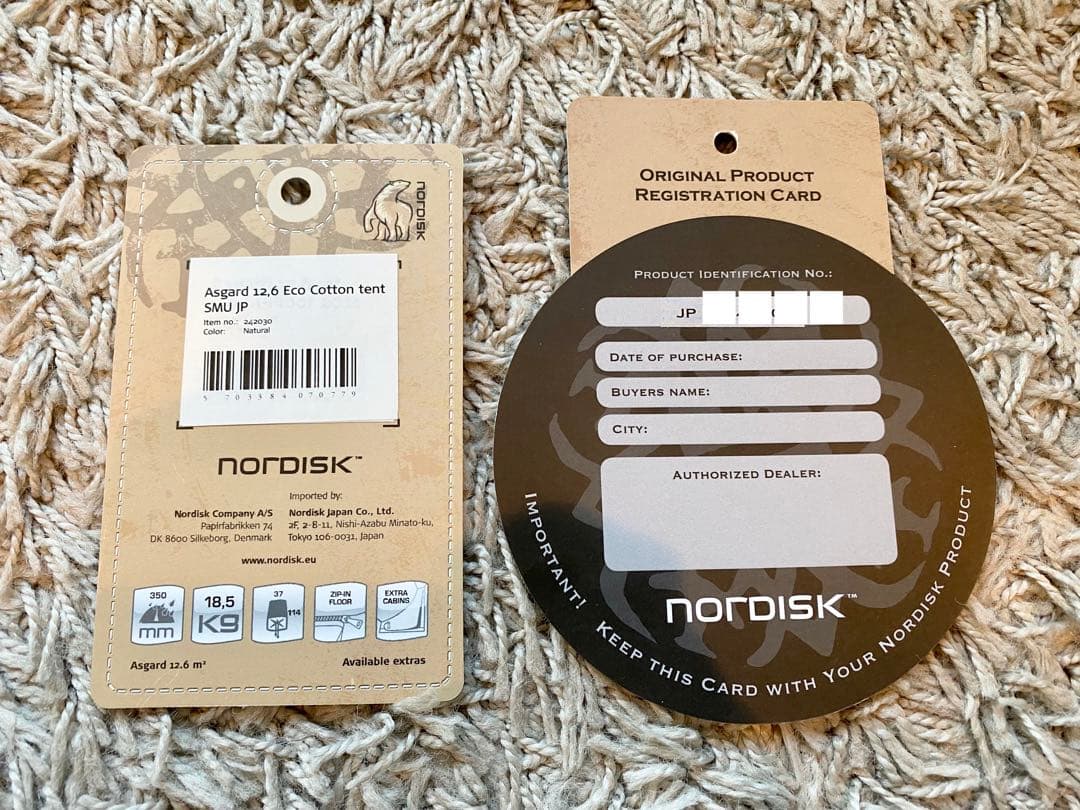 NORDISK
Asgard 12,6 Eco Cotton tent
SMU JP
Item no.: 242030
Color: Natural
5 703384 070779
NORDISK™
Imported by:
Nordisk Company A/S
Papirfabrikken 74
DK 8600 Silkeborg, Denmark
Nordisk Japan Co., Ltd.
2F, 2-8-11, Nishi-Azabu Minato-ku,
Tokyo 106-0031, Japan
www.nordisk.eu
350
mm
18,5
KG
37
114
ZIP-IN
FLOOR
EXTRA
CABINS
Asgard 12.6 m²
Available extras
ORIGINAL PRODUCT
REGISTRATION CARD
PRODUCT IDENTIFICATION NO.:
JP
DATE OF PURCHASE:
BUYERS NAME:
CITY:
AUTHORIZED DEALER:
NORDISK™
IMPORTANT! KEEP THIS CARD WITH YOUR NORDISK PRODUCT